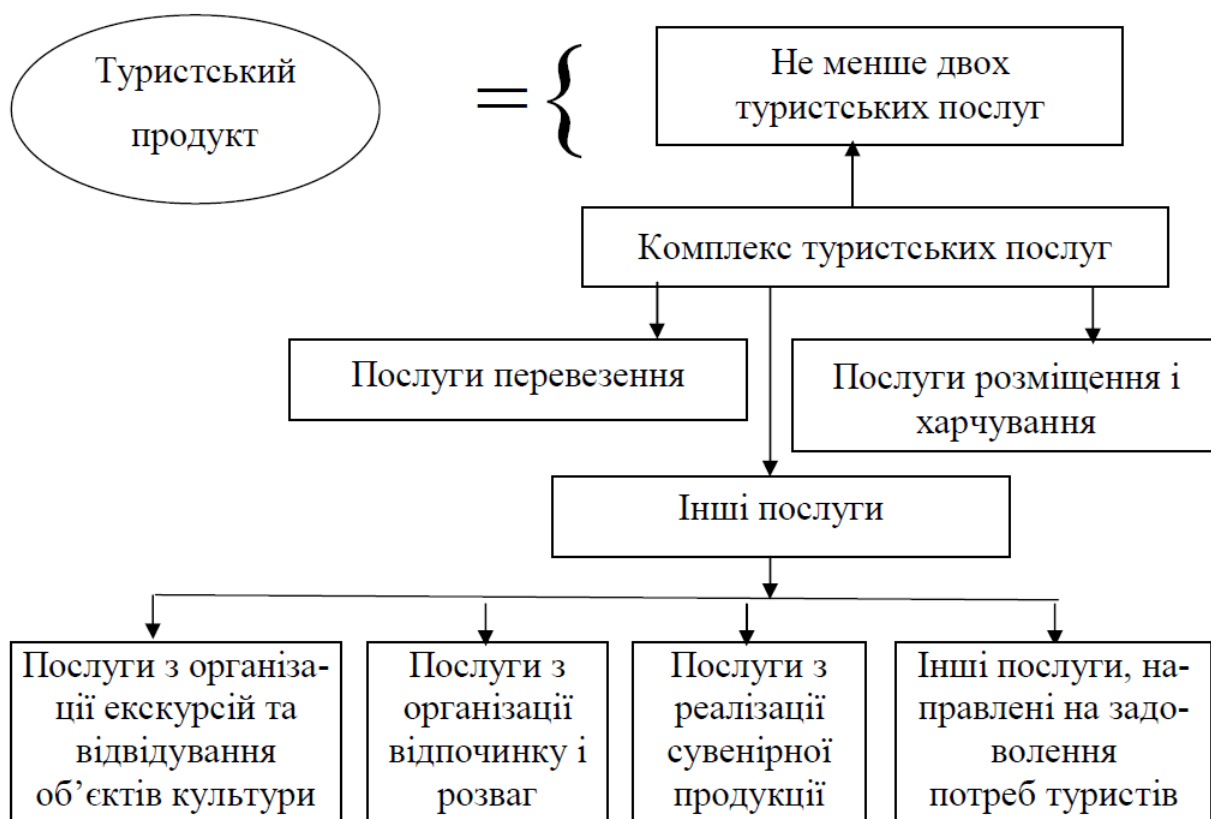 Туристський
продукт
= {
Не менше двох
туристських послуг
Комплекс туристських послуг
Послуги перевезення
Послуги розміщення і
харчування
Інші послуги
Послуги з організа-
ції екскурсій та
відвідування
об’єктів культури
Послуги з
організації
відпочинку і
розваг
Послуги з
реалізації
сувенірної
продукції
Інші послуги, на-
правлені на задо-
волення
потреб туристів